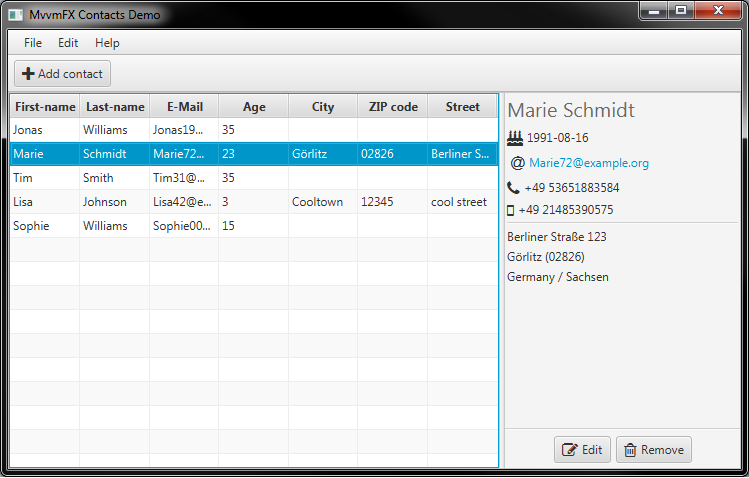 MvvmFX Contacts Demo
File Edit Help
Add contact
First-name Last-name E-Mail Age City ZIP code Street
Jonas Williams Jonas19... 35
Marie Schmidt Marie72... 23 Görlitz 02826 Berliner S...
Tim Smith Tim31@... 35
Lisa Johnson Lisa42@e... 3 Cooltown 12345 cool street
Sophie Williams Sophie00... 15
Marie Schmidt
1991-08-16
@ Marie72@example.org
+49 53651883584
+49 21485390575
Berliner Straße 123
Görlitz (02826)
Germany / Sachsen
Edit Remove